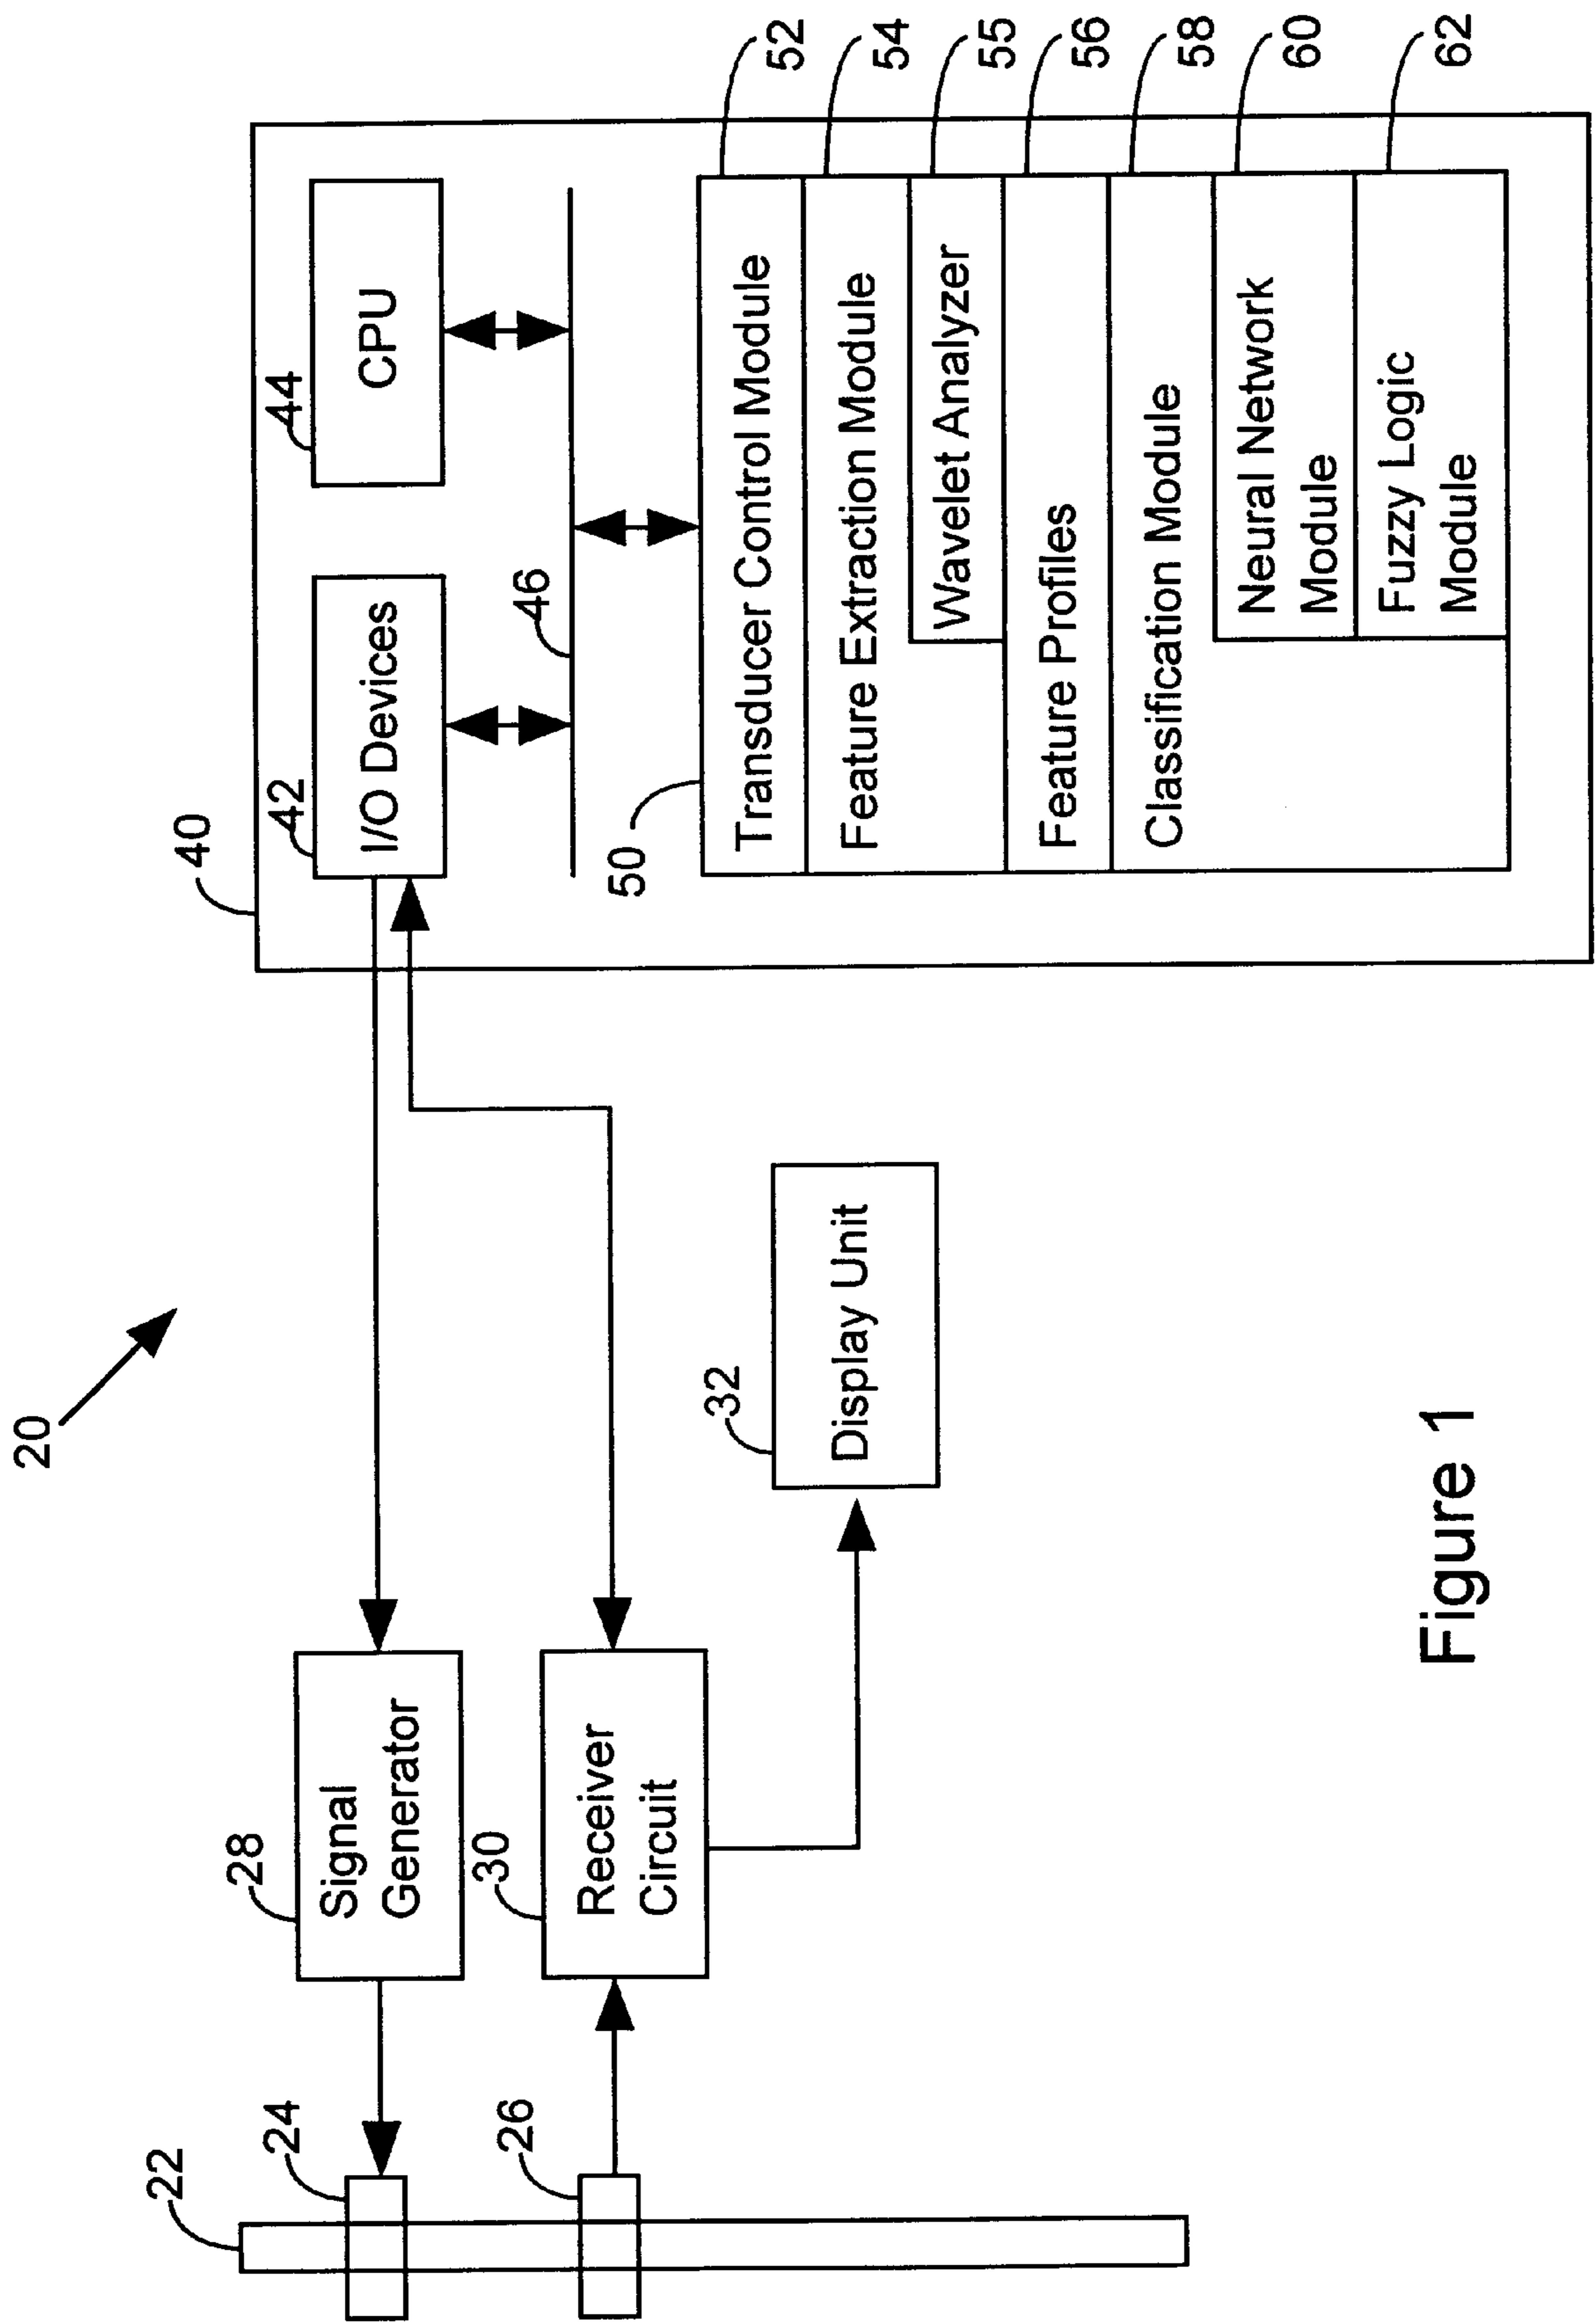 20
22
24
28
Signal
Generator
26
30
Receiver
Circuit
32
Display Unit
40
42
I/O Devices
44
CPU
46
50
Transducer Control Module
52
Feature Extraction Module
54
Wavelet Analyzer
55
Feature Profiles
56
Classification Module
58
Neural Network
Module
60
Fuzzy Logic
Module
62
Figure 1